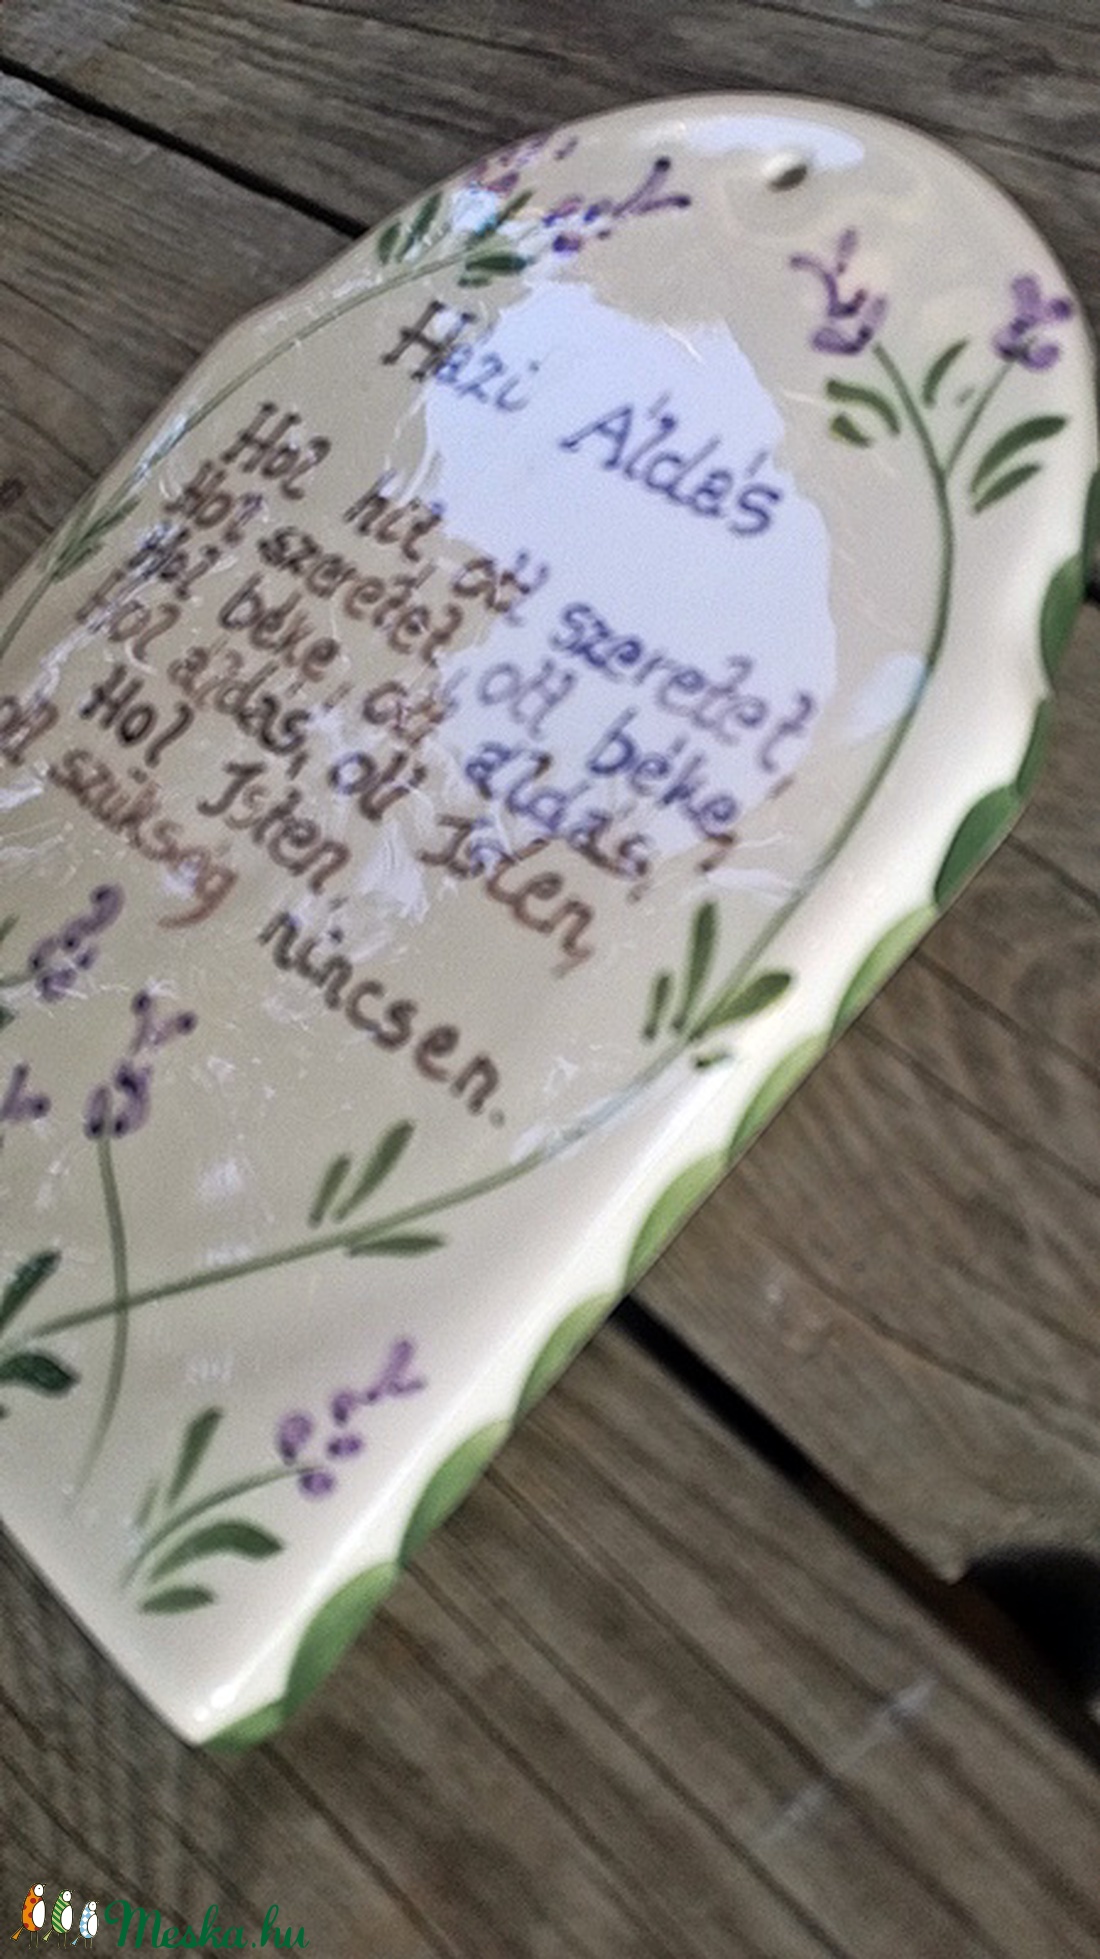 Házi Áldás
Hol hit, ott szeretet,
Hol szeretet, ott béke,
Hol béke, ott áldás,
Hol áldás, ott Isten,
Hol Isten,
ott szükség nincsen.
Meska.hu